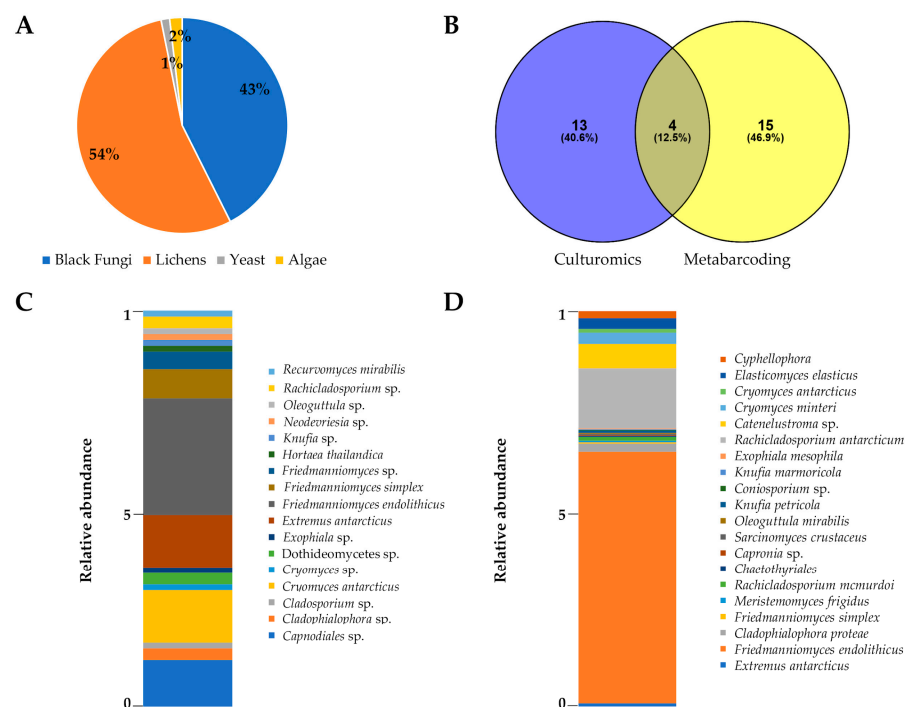 A
2%
1%
43%
54%
Black Fungi Lichens Yeast Algae
B
13
(40.6%)
4
(12.5%)
15
(46.9%)
Culturomics Metabarcoding
C
1
5
0
Relative abundance
Recurvomyces mirabilis
Rachicladosporium sp.
Oleoguttula sp.
Neodevriesia sp.
Knufia sp.
Hortaea thailandica
Friedmanniomyces sp.
Friedmanniomyces simplex
Friedmanniomyces endolithicus
Extremus antarcticus
Exophiala sp.
Dothideomycetes sp.
Cryomyces sp.
Cryomyces antarcticus
Cladosporium sp.
Cladophialophora sp.
Capnodiales sp.
D
1
5
0
Relative abundance
Cyphellophora
Elasticomyces elasticus
Cryomyces antarcticus
Cryomyces minteri
Catenelustroma sp.
Rachicladosporium antarcticum
Exophiala mesophila
Knufia marmoricola
Coniosporium sp.
Knufia petricola
Oleoguttula mirabilis
Sarcinomyces crustaceus
Capronia sp.
Chaetothyriales
Rachicladosporium mcmurdoi
Meristemomyces frigidus
Friedmanniomyces simplex
Cladophialophora proteae
Friedmanniomyces endolithicus
Extremus antarcticus